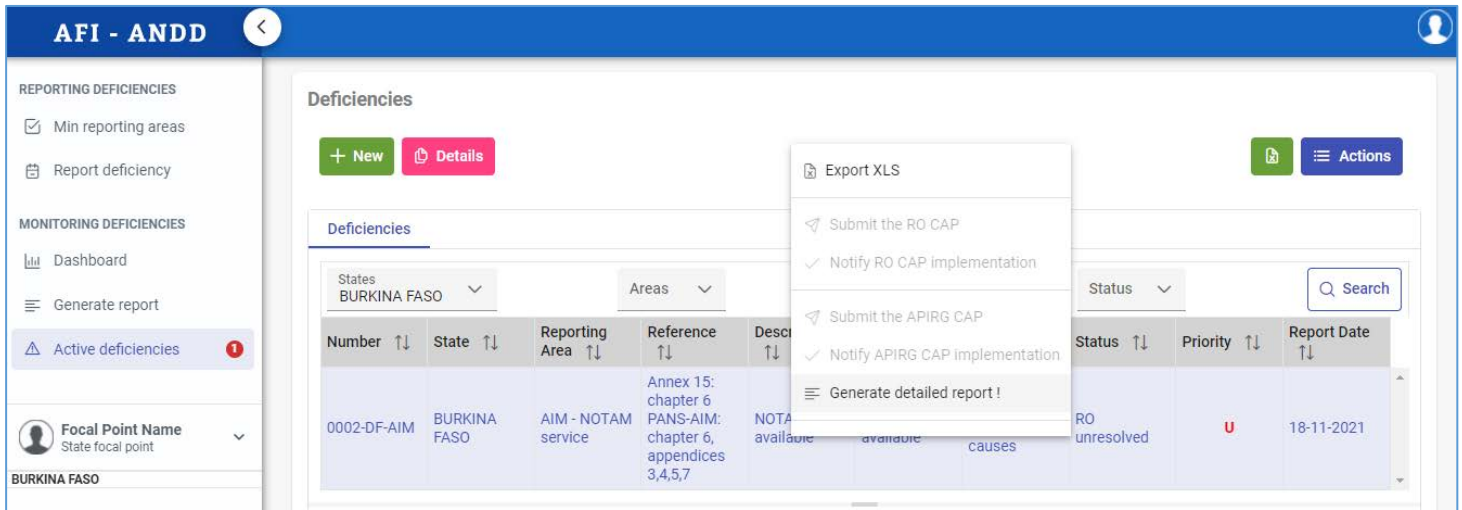 AFI - ANDD
REPORTING DEFICIENCIES
Min reporting areas
Report deficiency
MONITORING DEFICIENCIES
Dashboard
Generate report
Active deficiencies 1
Focal Point Name
State focal point
BURKINA FASO
Deficiencies
+ New
Details
Actions
Export XLS
Submit the RO CAP
Notify RO CAP implementation
Submit the APIRG CAP
Notify APIRG CAP implementation
Generate detailed report !
Deficiencies
States
BURKINA FASO
Areas
Status
Search
Number
State
Reporting
Area
Reference
Descr
Status
Priority
Report Date
0002-DF-AIM
BURKINA
FASO
AIM - NOTAM
service
Annex 15:
chapter 6
PANS-AIM:
chapter 6,
appendices
3,4,5,7
NOTA
available
available
causes
RO
unresolved
U
18-11-2021